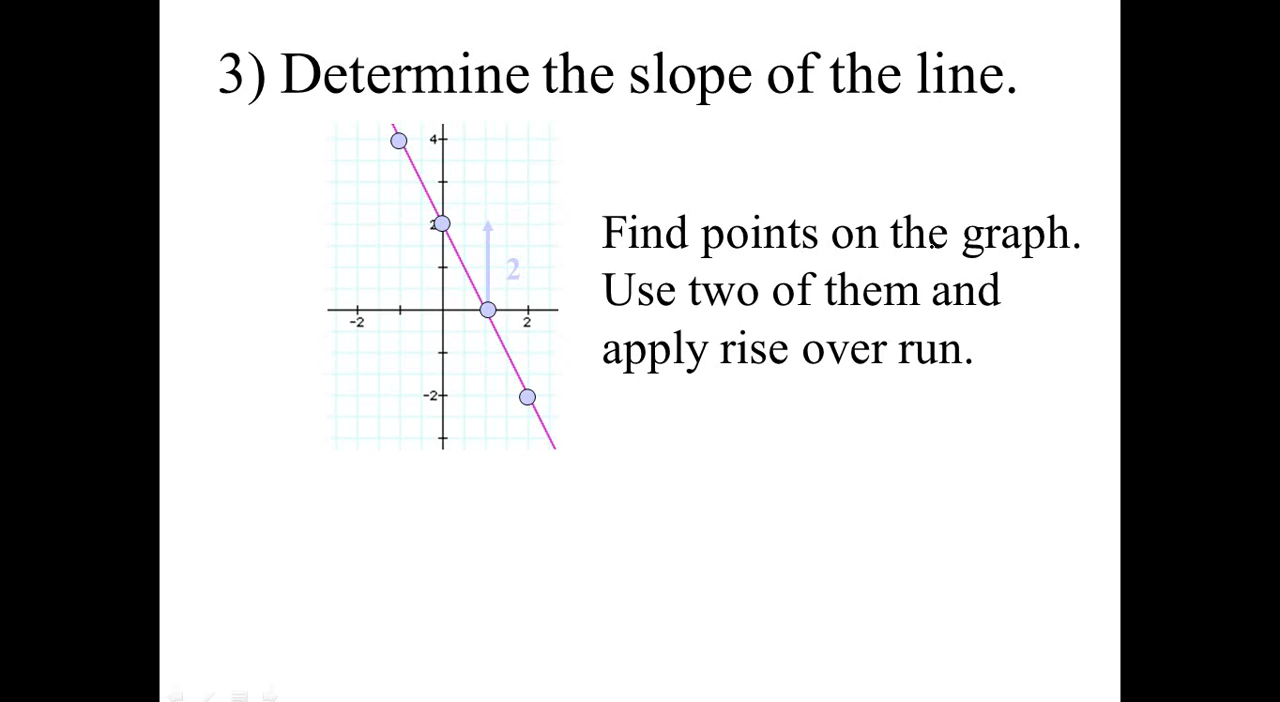 3) Determine the slope of the line.
4
2
2
-2
2
-2
Find points on the graph.
Use two of them and
apply rise over run.